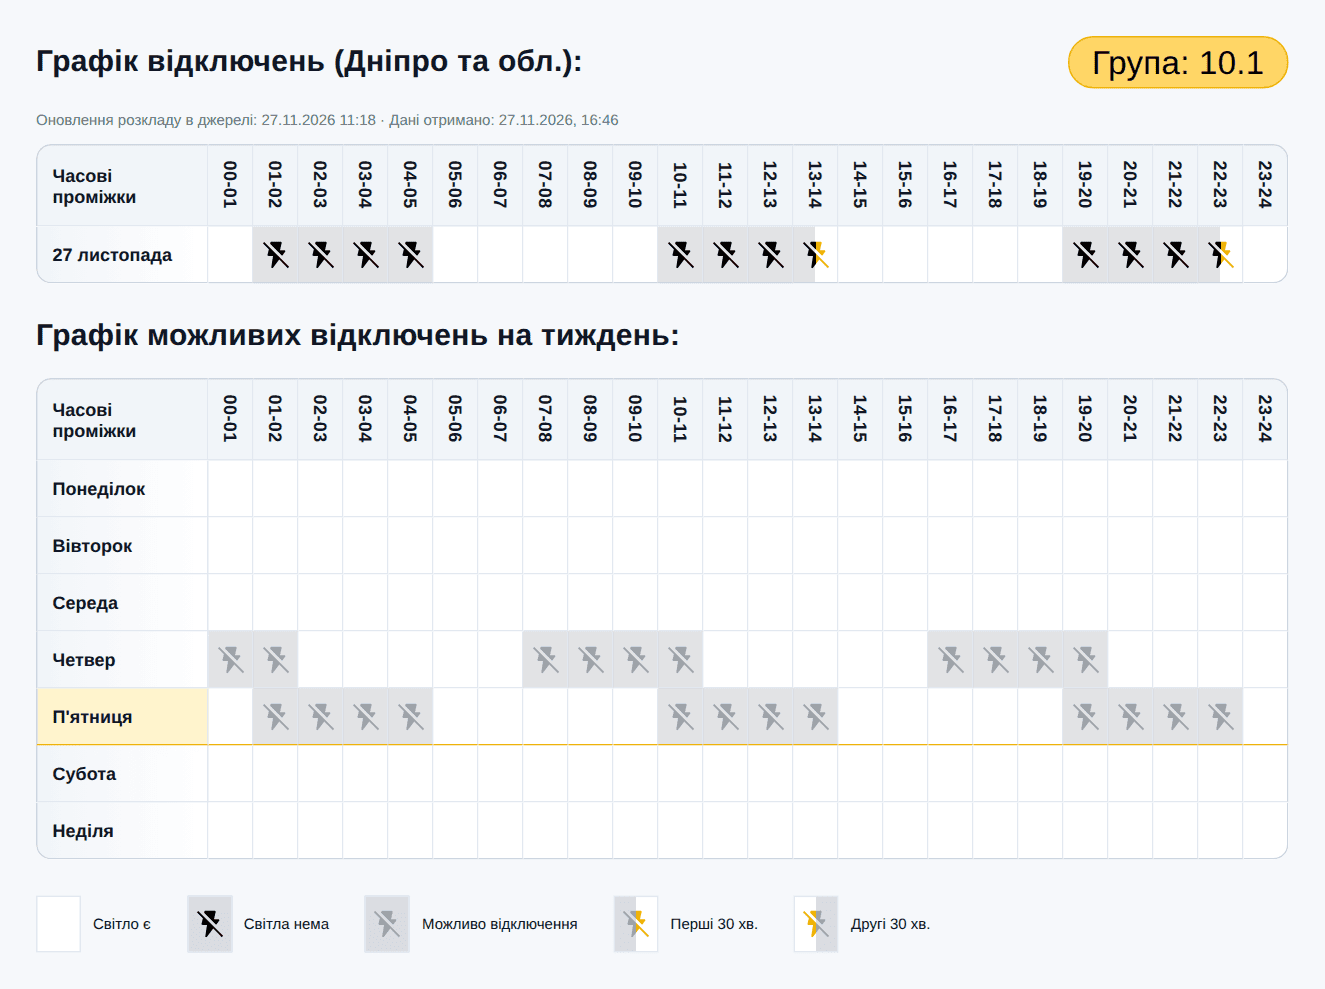 Графік відключень (Дніпро та обл.):
Група: 10.1
Оновлення розкладу в джерелі: 27.11.2026 11:18 · Дані отримано: 27.11.2026, 16:46
Часові
проміжки
00-01 01-02 02-03 03-04 04-05 05-06 06-07 07-08 08-09 09-10 10-11 11-12 12-13 13-14 14-15 15-16 16-17 17-18 18-19 19-20 20-21 21-22 22-23 23-24
27 листопада
Графік можливих відключень на тиждень:
Часові
проміжки
00-01 01-02 02-03 03-04 04-05 05-06 06-07 07-08 08-09 09-10 10-11 11-12 12-13 13-14 14-15 15-16 16-17 17-18 18-19 19-20 20-21 21-22 22-23 23-24
Понеділок
Вівторок
Середа
Четвер
П'ятниця
Субота
Неділя
Світло є
Світла нема
Можливо відключення
Перші 30 хв.
Другі 30 хв.